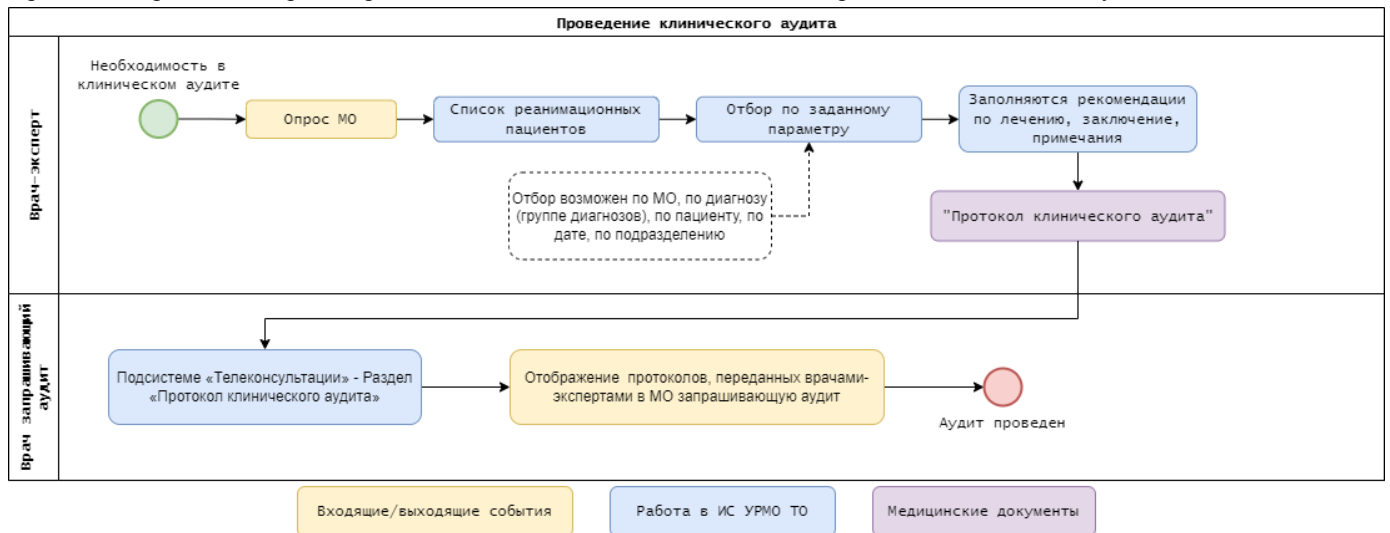 Проведение клинического аудита
Врач-эксперт
Необходимость в
клиническом аудите
Опрос МО
Список реанимационных
пациентов
Отбор по заданному
параметру
Заполняются рекомендации
по лечению, заключение,
примечания
Отбор возможен по МО, по диагнозу
(группе диагнозов), по пациенту, по
дате, по подразделению
"Протокол клинического аудита"
Врач запрашивающий
аудит
Подсистеме «Телеконсультации» - Раздел
«Протокол клинического аудита»
Отображение протоколов, переданных врачами-
экспертами в МО запрашивающую аудит
Аудит проведен
Входящие/выходящие события
Работа в ИС УРМО ТО
Медицинские документы